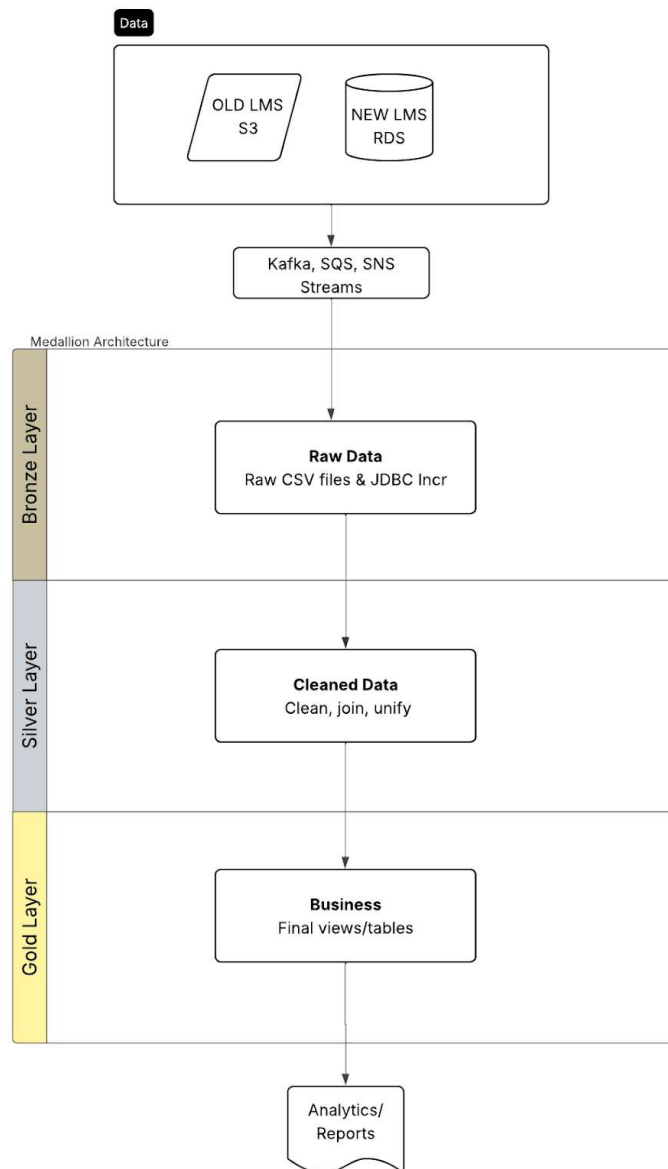 Data
OLD LMS
S3
NEW LMS
RDS
Kafka, SQS, SNS
Streams
Medallion Architecture
Bronze Layer
Raw Data
Raw CSV files & JDBC Incr
Silver Layer
Cleaned Data
Clean, join, unify
Gold Layer
Business
Final views/tables
Analytics/
Reports